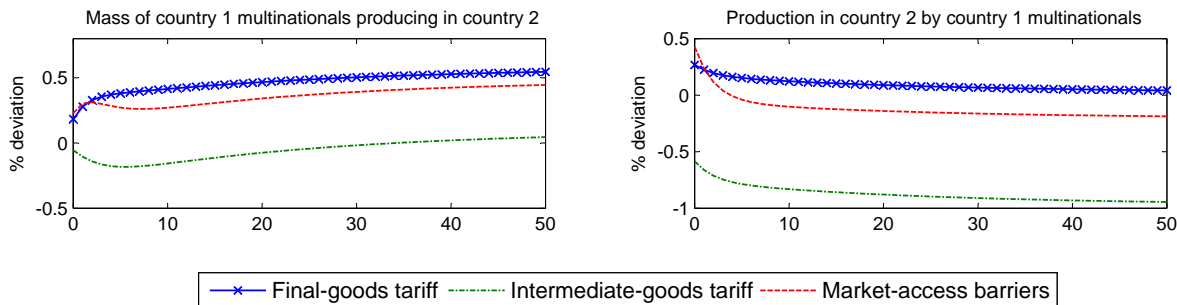 Mass of country 1 multinationals producing in country 2
% deviation
0.5
0
-0.5
0 10 20 30 40 50
Production in country 2 by country 1 multinationals
% deviation
0.5
0
-0.5
-1
0 10 20 30 40 50
Final-goods tariff Intermediate-goods tariff Market-access barriers